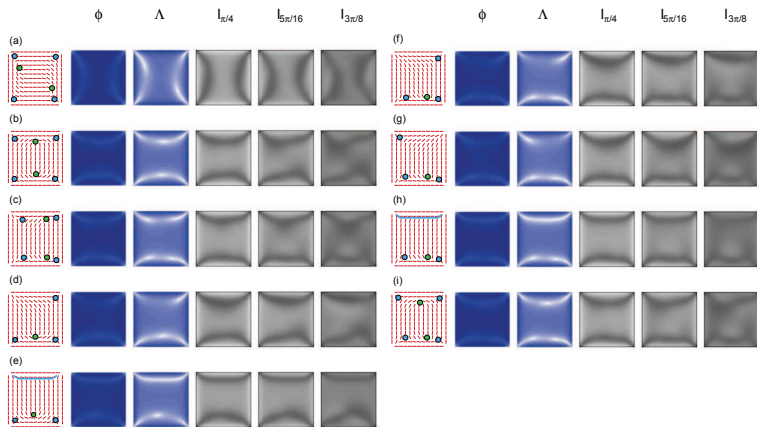 ϕ Λ I_{π/4} I_{5π/16} I_{3π/8} ϕ Λ I_{π/4} I_{5π/16} I_{3π/8}
(a)
(b)
(c)
(d)
(e)
(f)
(g)
(h)
(i)